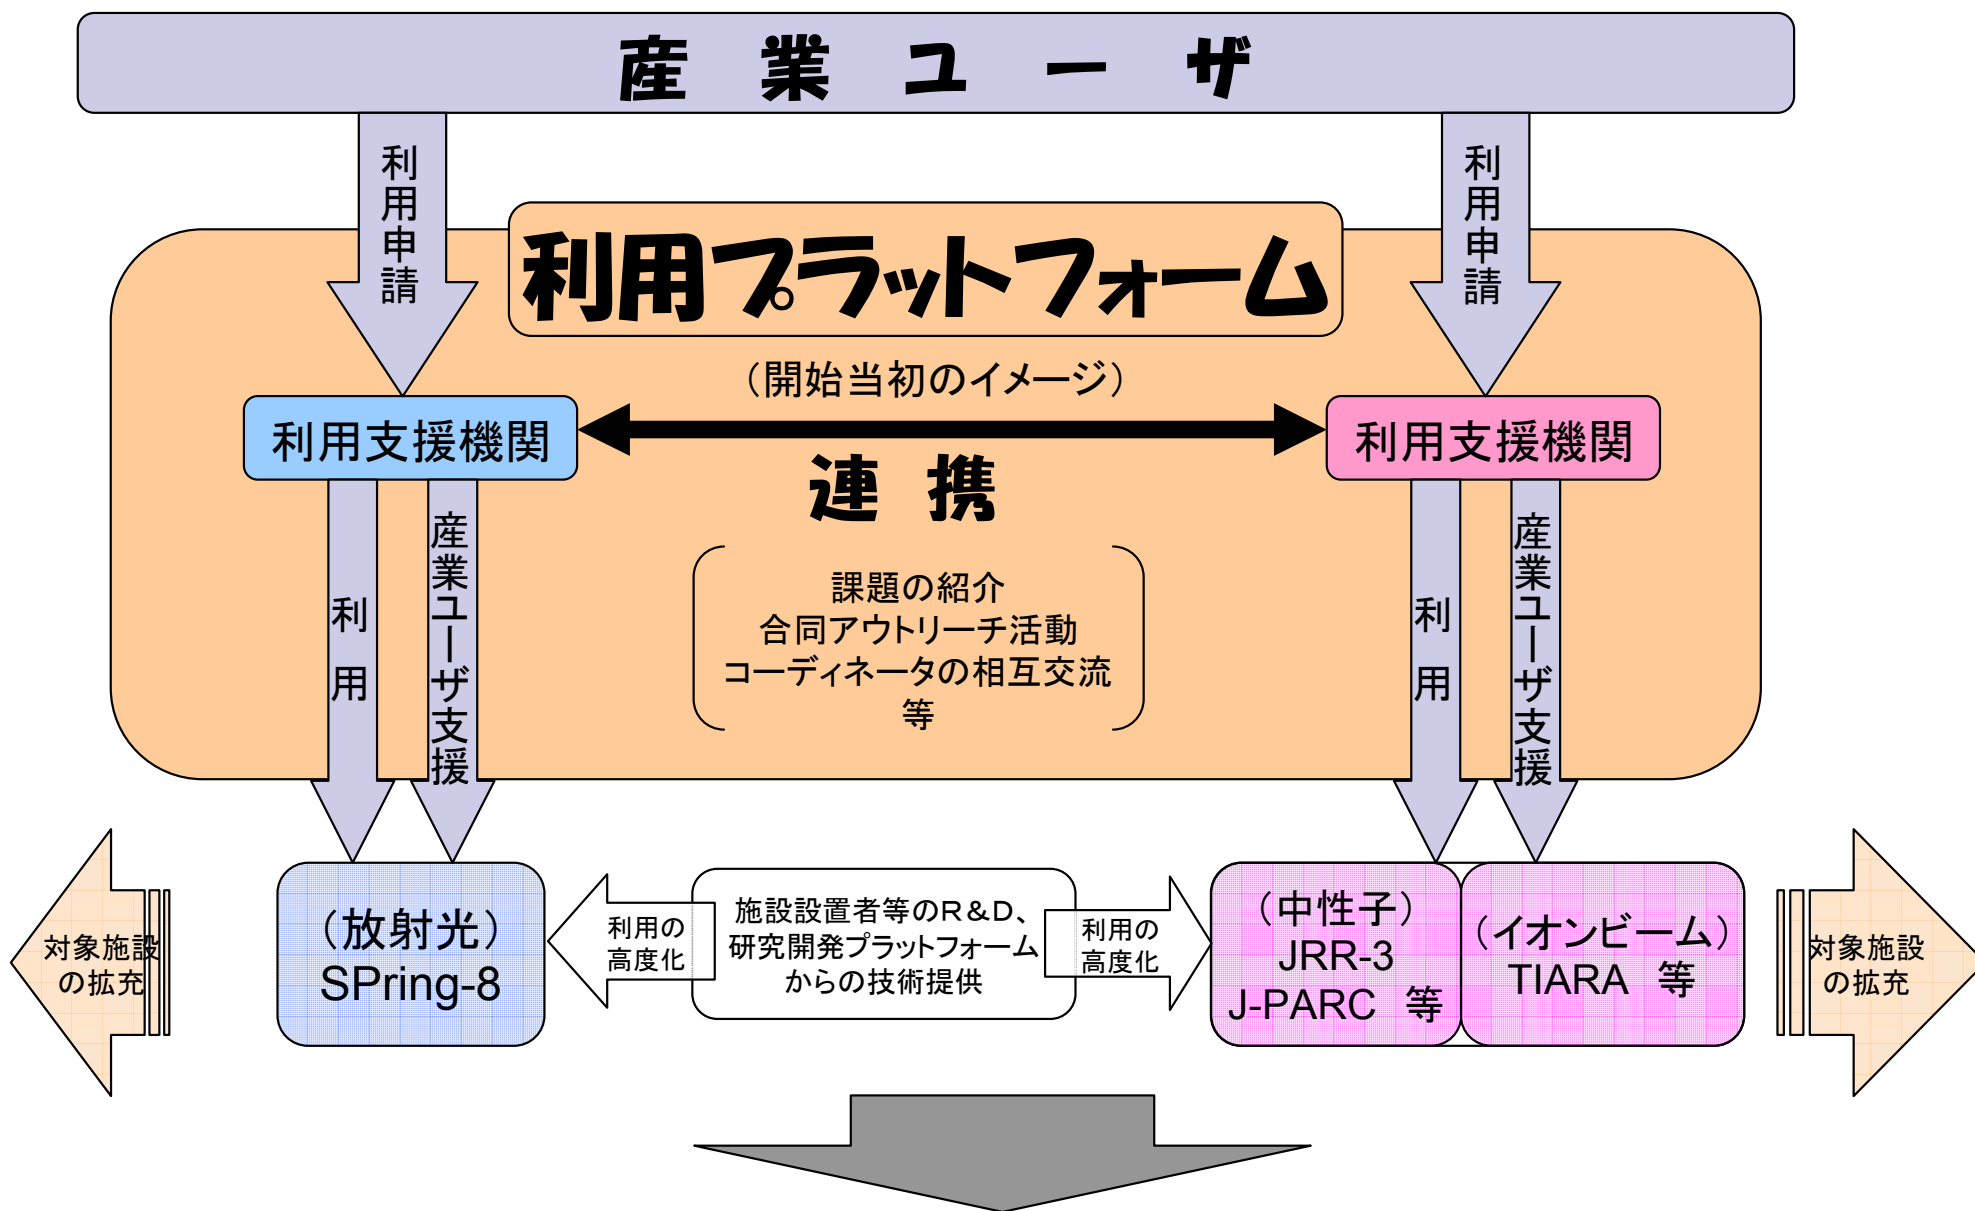 産業ユーザ
利用申請
利用申請
利用プラットフォーム
（開始当初のイメージ）
利用支援機関
利用支援機関
連携
課題の紹介
合同アウトリーチ活動
コーディネータの相互交流
等
利用
産業ユーザ支援
利用
産業ユーザ支援
対象施設
の拡充
（放射光）
SPring-8
利用の
高度化
施設設置者等のR＆D、
研究開発プラットフォーム
からの技術提供
利用の
高度化
（中性子）
JRR-3
J-PARC 等
（イオンビーム）
TIARA 等
対象施設
の拡充